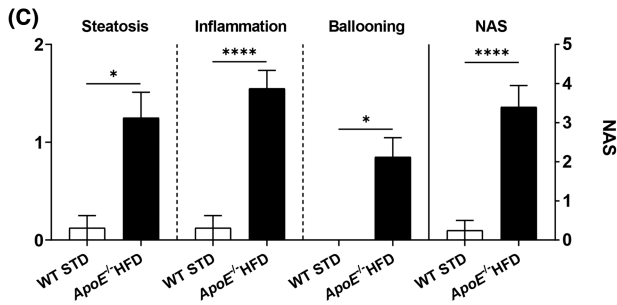 (C)
Steatosis Inflammation Ballooning NAS
2 5
* **** * ****
4
3
1
2
1
0 0
NAS
WT STD ApoE-/-HFD WT STD ApoE-/-HFD WT STD ApoE-/-HFD WT STD ApoE-/-HFD